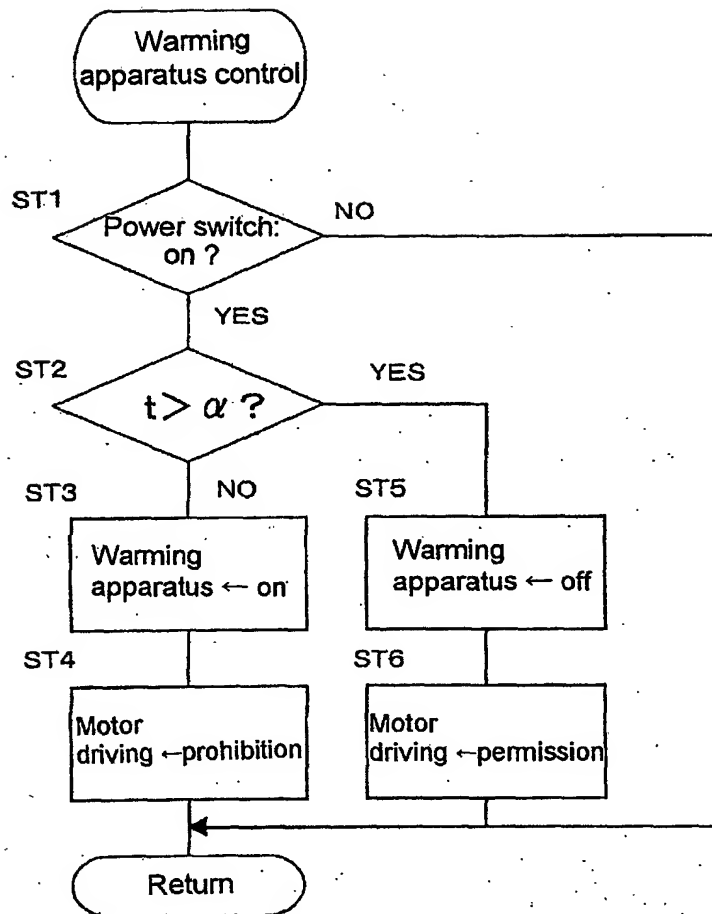 Warming
apparatus control
ST1
Power switch:
on ?
NO
YES
ST2
t > α ?
YES
NO
ST3
Warming
apparatus ← on
ST5
Warming
apparatus ← off
ST4
Motor
driving ←prohibition
ST6
Motor
driving ←permission
Return